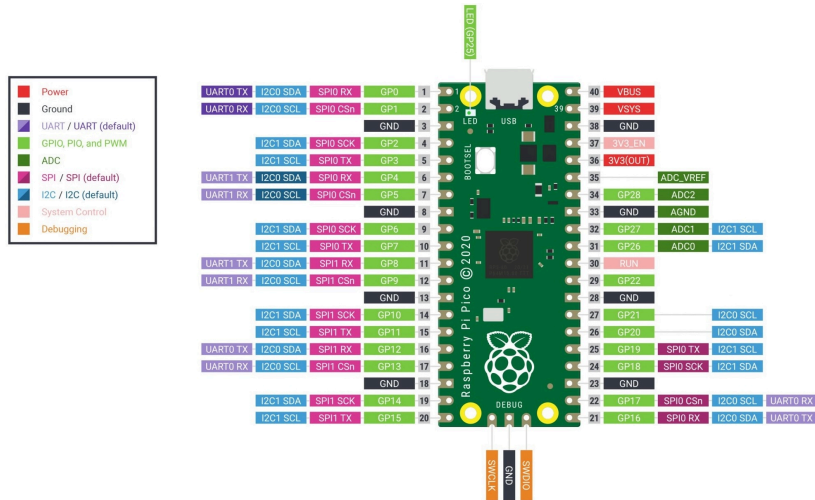 LED (GP25)
Power
Ground
UART / UART (default)
GPIO, PIO, and PWM
ADC
SPI / SPI (default)
I2C / I2C (default)
System Control
Debugging
UART0 TX I2C0 SDA SPI0 RX GP0 1
UART0 RX I2C0 SCL SPI0 CSn GP1 2
GND 3
I2C1 SDA SPI0 SCK GP2 4
I2C1 SCL SPI0 TX GP3 5
UART1 TX I2C0 SDA SPI0 RX GP4 6
UART1 RX I2C0 SCL SPI0 CSn GP5 7
GND 8
I2C1 SDA SPI0 SCK GP6 9
I2C1 SCL SPI0 TX GP7 10
UART1 TX I2C0 SDA SPI1 RX GP8 11
UART1 RX I2C0 SCL SPI1 CSn GP9 12
GND 13
I2C1 SDA SPI1 SCK GP10 14
I2C1 SCL SPI1 TX GP11 15
UART0 TX I2C0 SDA SPI1 RX GP12 16
UART0 RX I2C0 SCL SPI1 CSn GP13 17
GND 18
I2C1 SDA SPI1 SCK GP14 19
I2C1 SCL SPI1 TX GP15 20
1
2
39
LED
USB
BOOTSEL
Raspberry Pi Pico © 2020
DEBUG
40 VBUS
39 VSYS
38 GND
37 3V3_EN
36 3V3(OUT)
35 ADC_VREF
34 GP28 ADC2
33 GND AGND
32 GP27 ADC1 I2C1 SCL
31 GP26 ADC0 I2C1 SDA
30 RUN
29 GP22
28 GND
27 GP21 I2C0 SCL
26 GP20 I2C0 SDA
25 GP19 SPI0 TX I2C1 SCL
24 GP18 SPI0 SCK I2C1 SDA
23 GND
22 GP17 SPI0 CSn I2C0 SCL UART0 RX
21 GP16 SPI0 RX I2C0 SDA UART0 TX
SWCLK
GND
SWDIO